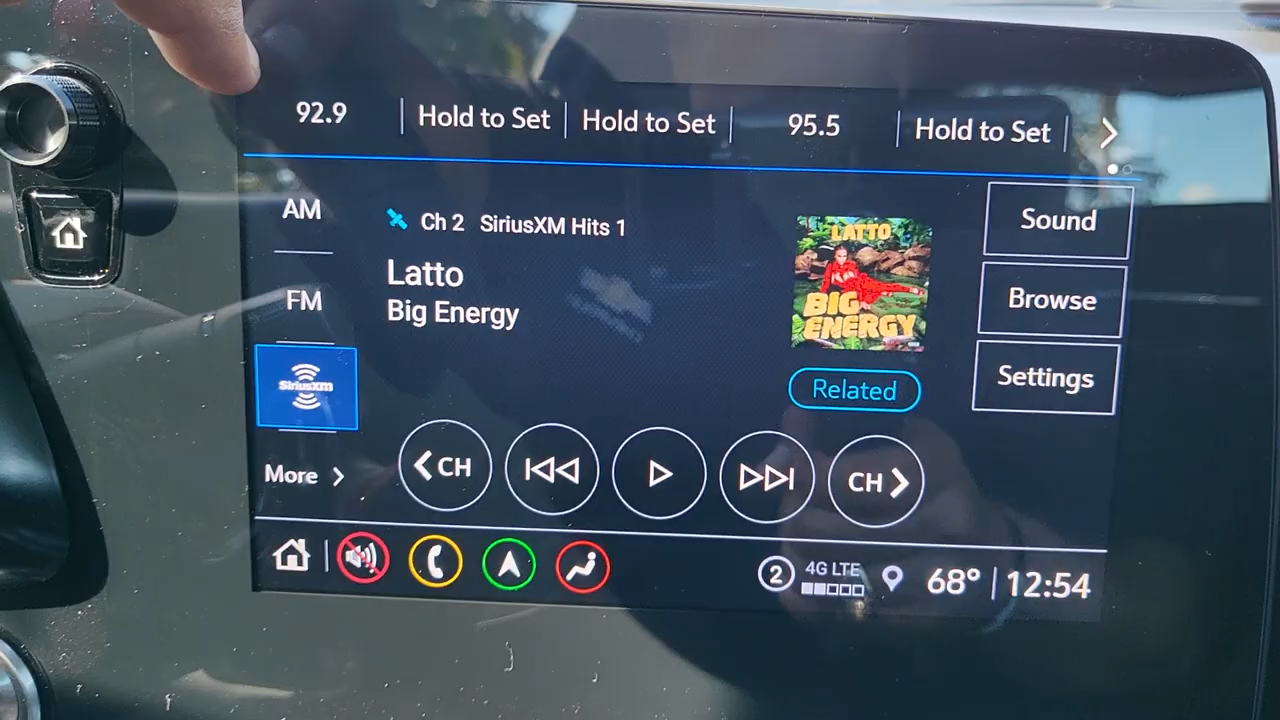 92.9
Hold to Set
Hold to Set
95.5
Hold to Set
AM
Ch 2 SiriusXM Hits 1
Sound
Latto
Big Energy
LATTO
BIG
ENERGY
FM
Browse
SiriusXM
Related
Settings
More
CH
CH
2
4G LTE
68°
12:54